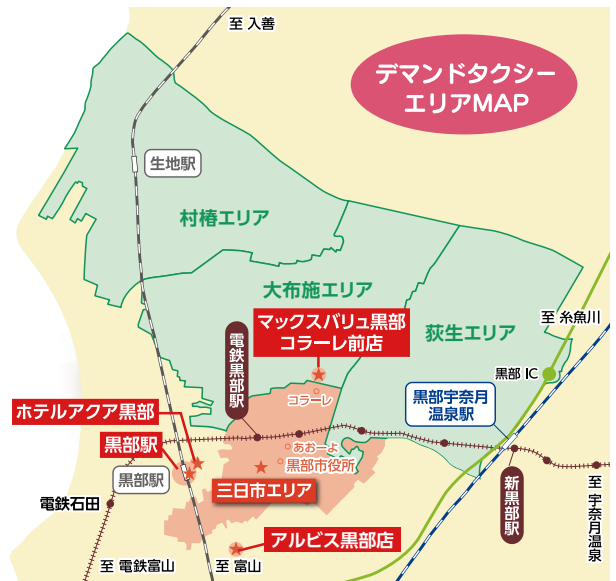 至 入善
デマンドタクシー
エリアMAP
生地駅
村椿エリア
大布施エリア
マックスバリュ黒部
コラーレ前店
荻生エリア
至 糸魚川
電鉄黒部駅
黒部 IC
コラーレ
黒部宇奈月
温泉駅
ホテルアクア黒部
黒部駅
あおーよ
黒部市役所
黒部駅
三日市エリア
新黒部駅
至 宇奈月温泉
電鉄石田
アルビス黒部店
至 電鉄富山
至 富山